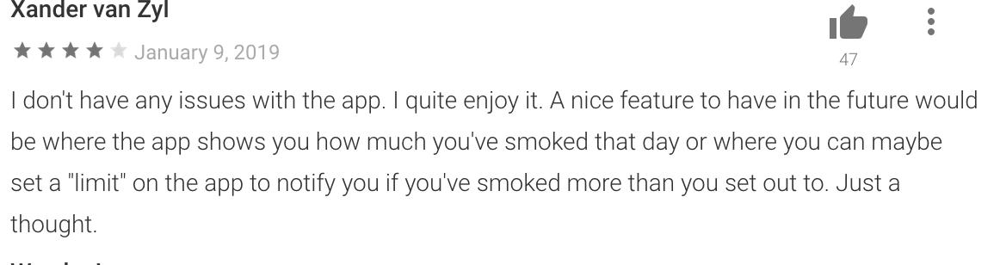 Xander van Zyl
January 9, 2019
47
I don't have any issues with the app. I quite enjoy it. A nice feature to have in the future would
be where the app shows you how much you've smoked that day or where you can maybe
set a "limit" on the app to notify you if you've smoked more than you set out to. Just a
thought.